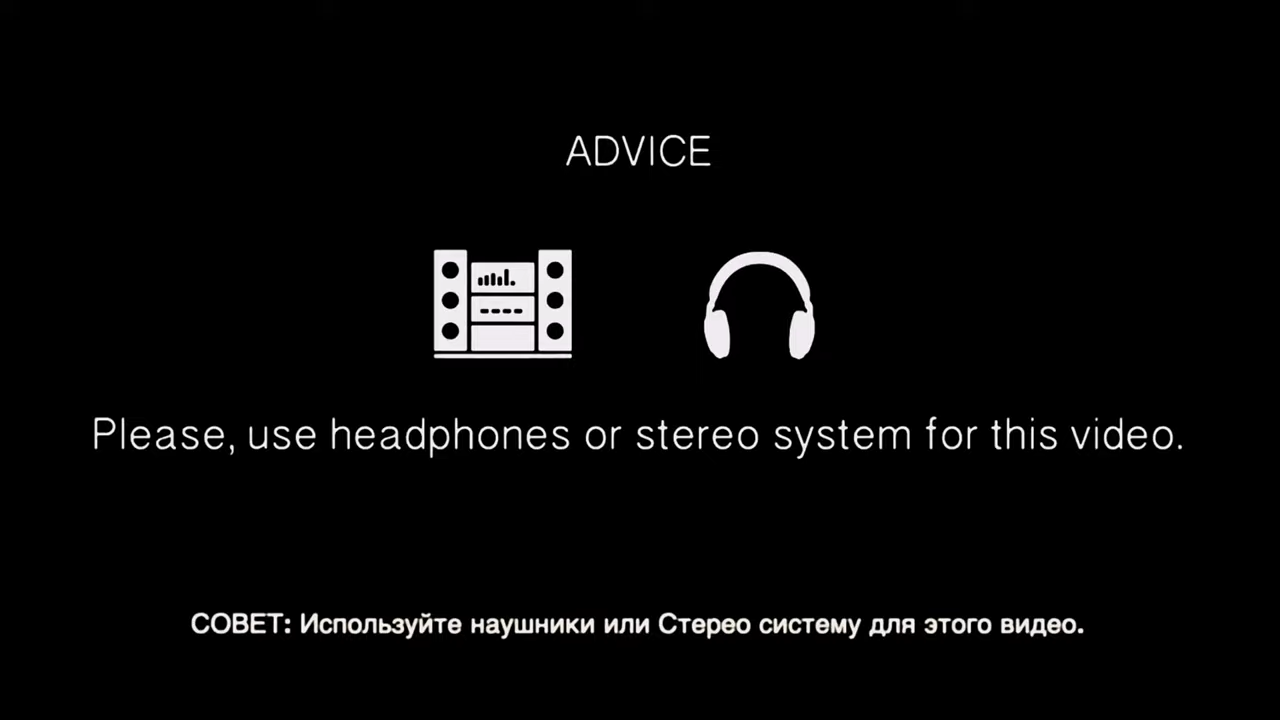 ADVICE
Please, use headphones or stereo system for this video.
СОВЕТ: Используйте наушники или Стерео систему для этого видео.